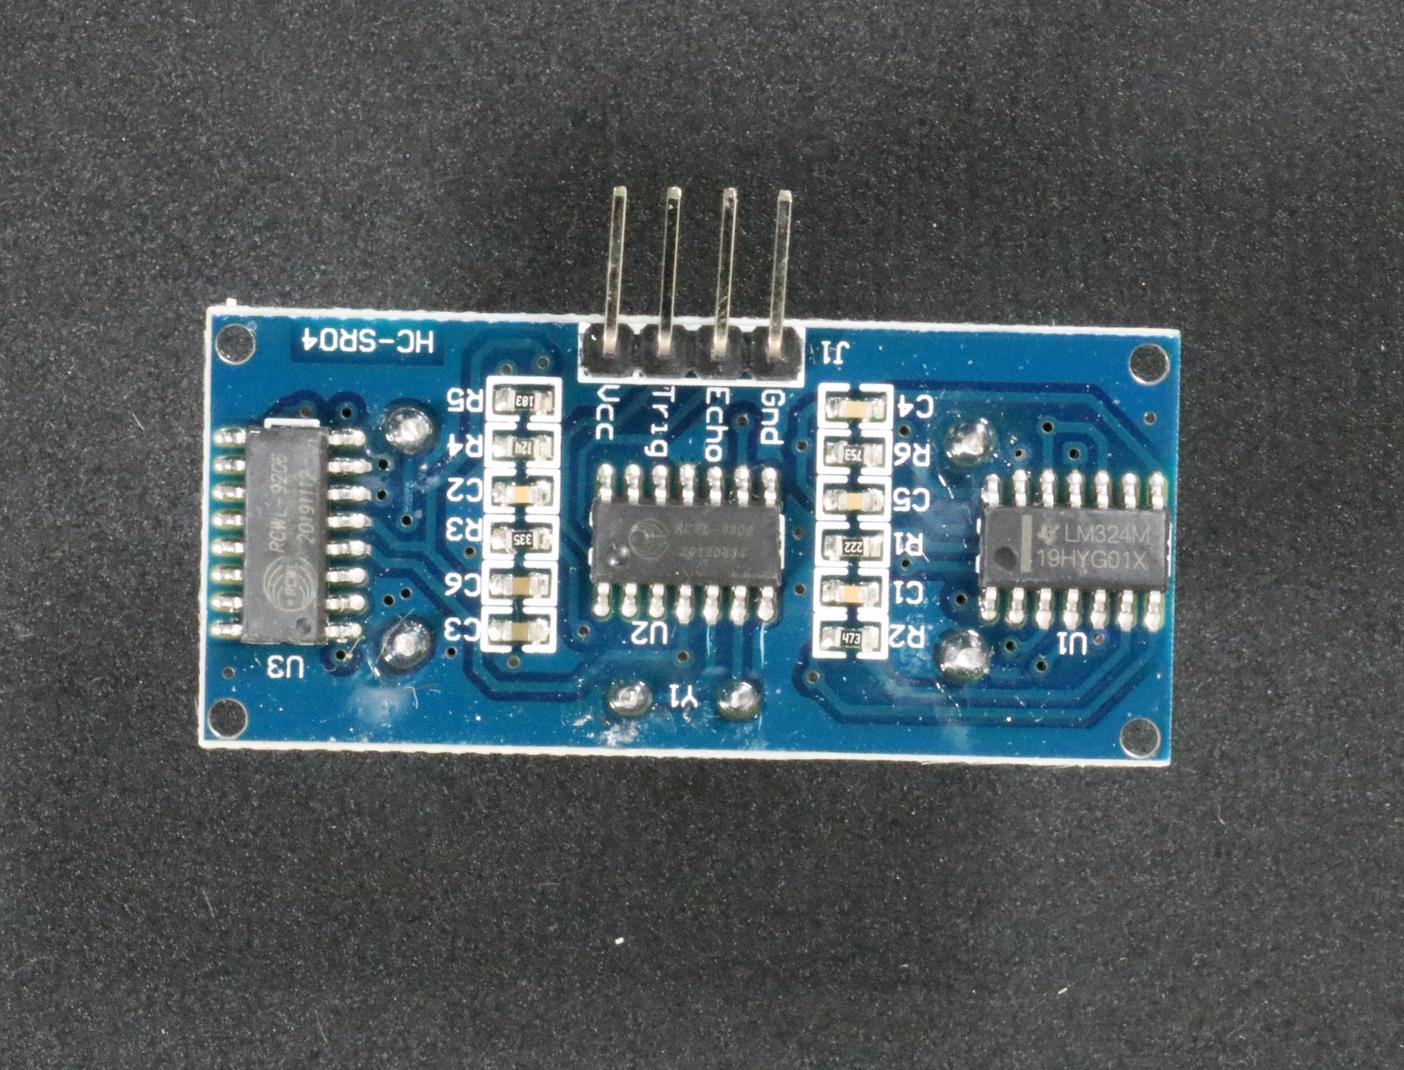 HC-SR04
J1
Vcc
Trig
Echo
Gnd
R5
183
R4
124
C2
R3
335
C6
C3
C4
R6
753
C5
R1
222
C1
R2
473
RCWL-9206
RCWL
U3
U2
LM324M
19HYG01X
U1
Y1